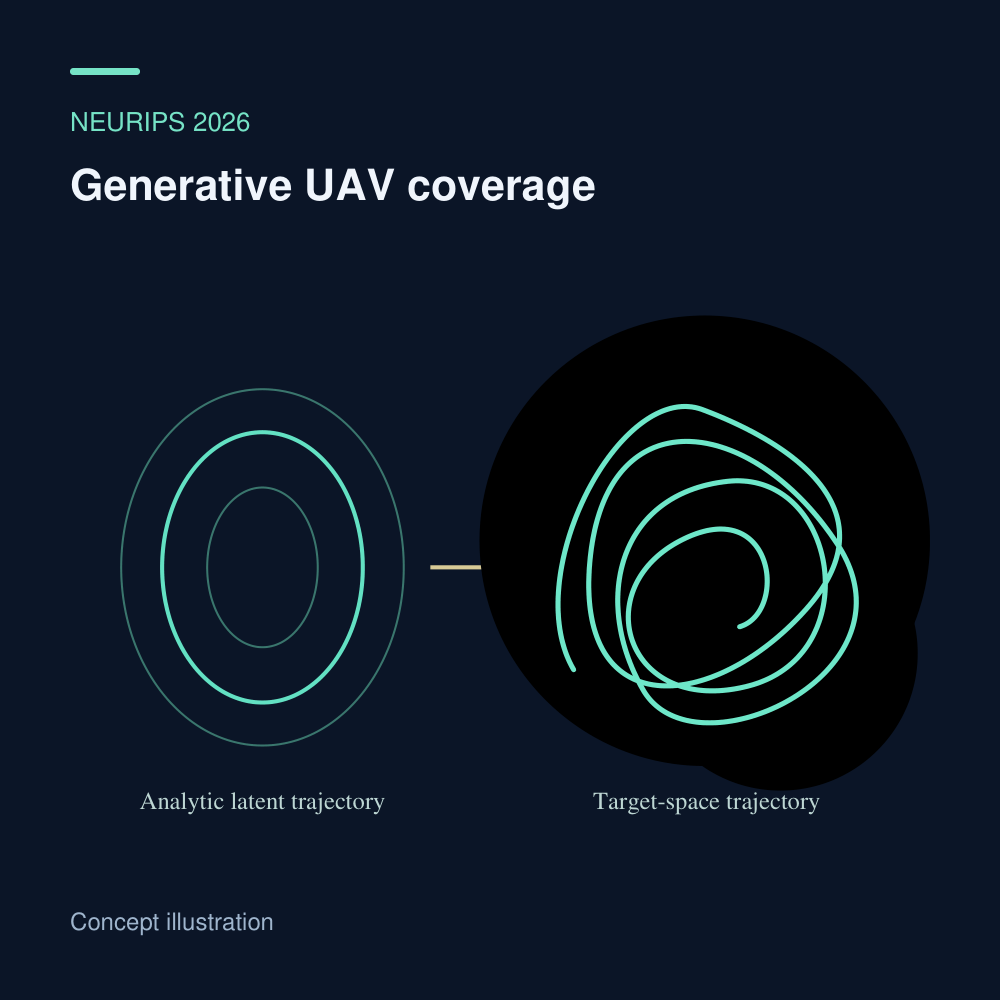 NEURIPS 2026
Generative UAV coverage
Analytic latent trajectory
Target-space trajectory
Concept illustration